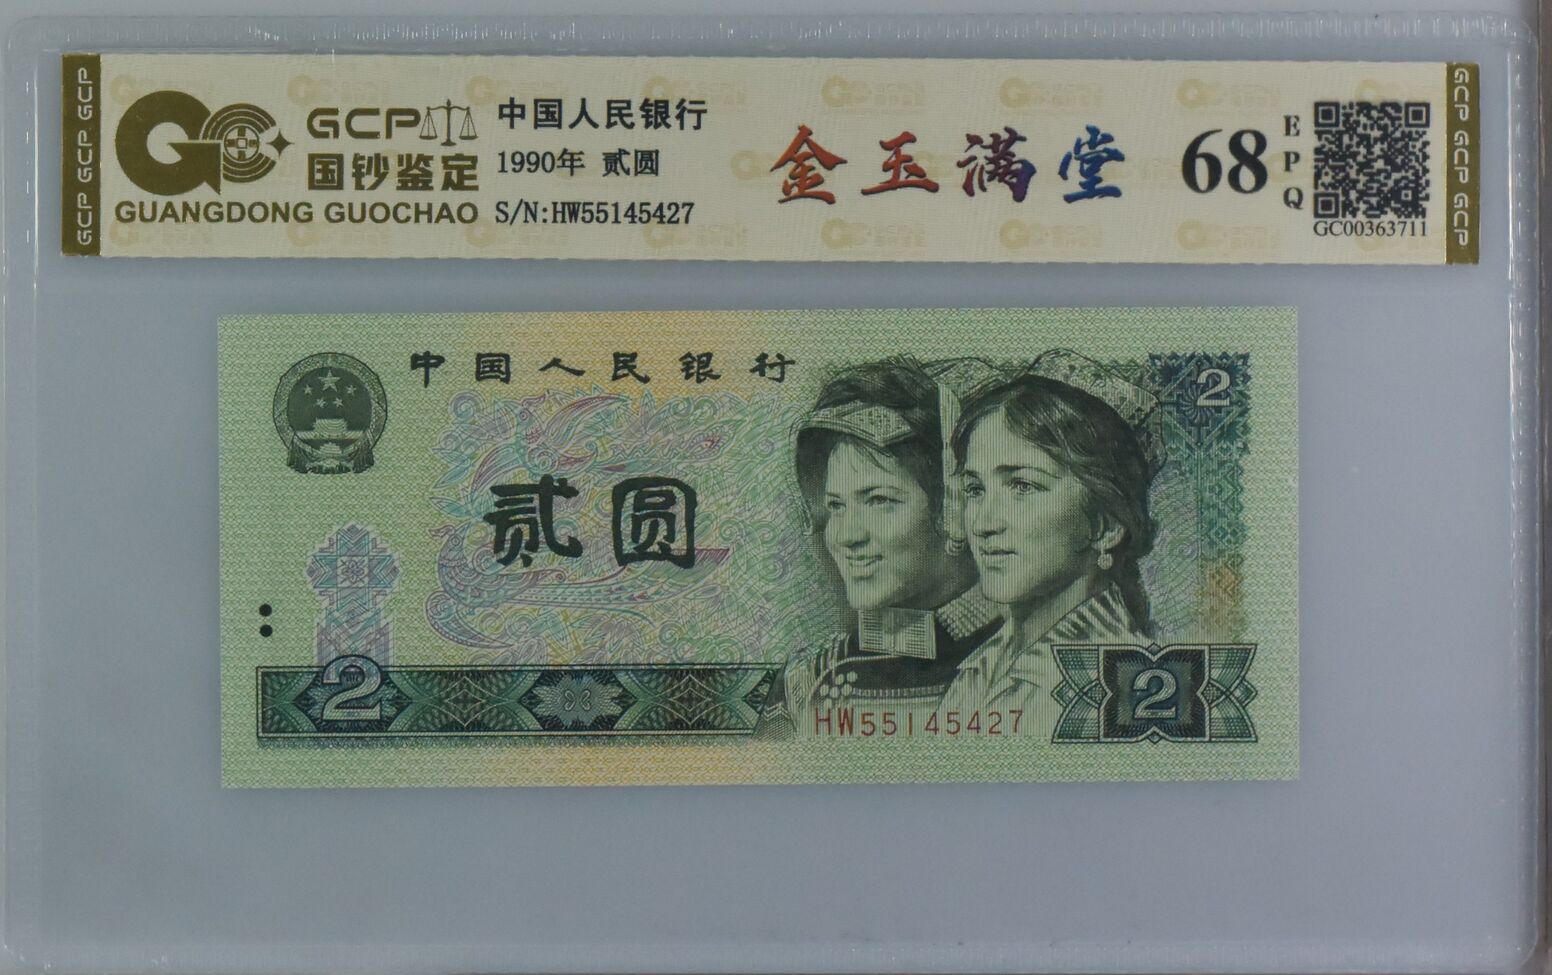 GCP GCP GCP
GCP
国钞鉴定
GUANGDONG GUOCHAO
中国人民银行
1990年 贰圆
S/N:HW55145427
金玉满堂
68
EPQ
GC00363711
GCP GCP GCP
中国人民银行
2
贰圆
2
HW55145427
2